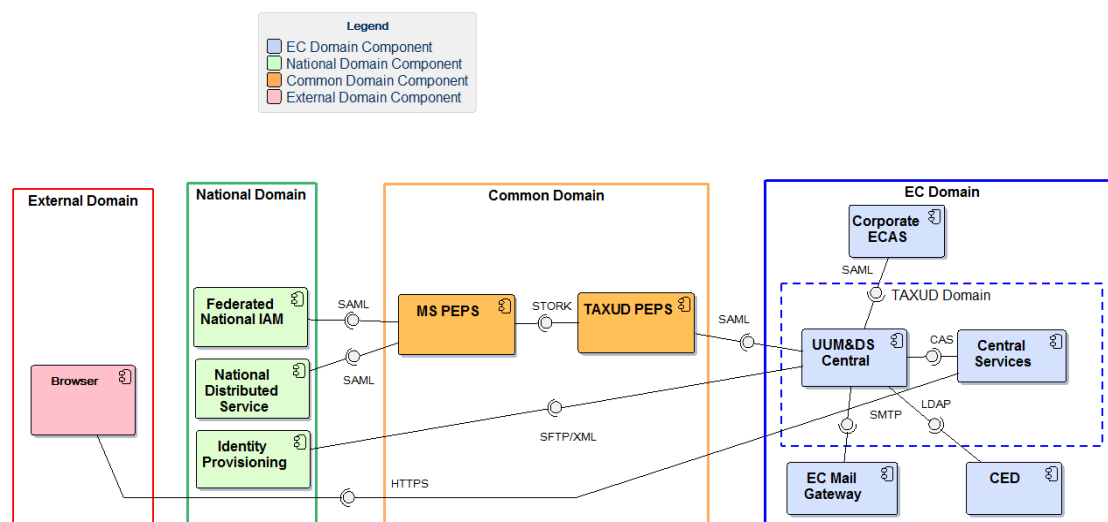 Legend
EC Domain Component
National Domain Component
Common Domain Component
External Domain Component
External Domain
National Domain
Common Domain
EC Domain
Corporate
ECAS
SAML
TAXUD Domain
Federated
National IAM
SAML
MS PEPS
STORK
TAXUD PEPS
SAML
UUM&DS
Central
CAS
Central
Services
Browser
National
Distributed
Service
SAML
Identity
Provisioning
SFTP/XML
SMTP
LDAP
HTTPS
EC Mail
Gateway
CED